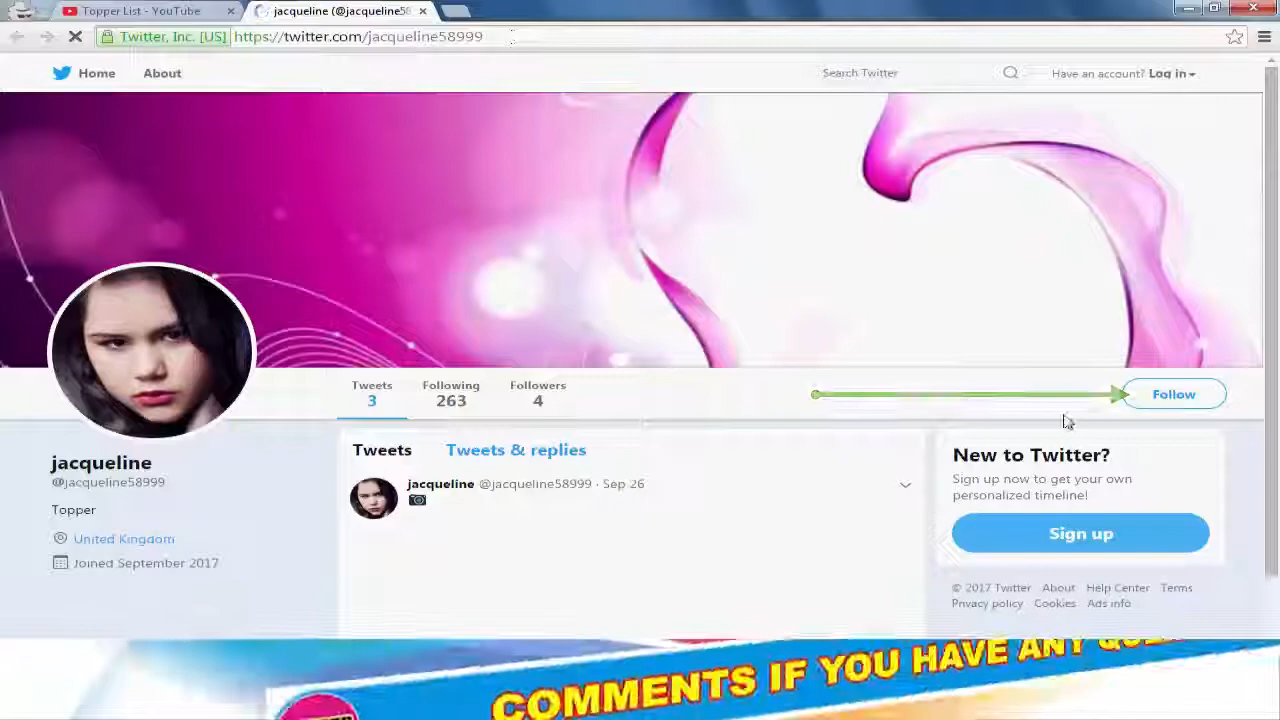 Topper List - YouTube
jacqueline (@jacqueline58
Twitter, Inc. [US] https://twitter.com/jacqueline58999
Home About
Search Twitter
Have an account? Log in
Tweets Following Followers
3 263 4
Follow
jacqueline
@jacqueline58999
Topper
United Kingdom
Joined September 2017
Tweets Tweets & replies
jacqueline @jacqueline58999 · Sep 26
New to Twitter?
Sign up now to get your own
personalized timeline!
Sign up
© 2017 Twitter About Help Center Terms
Privacy policy Cookies Ads info
COMMENTS IF YOU HAVE ANY